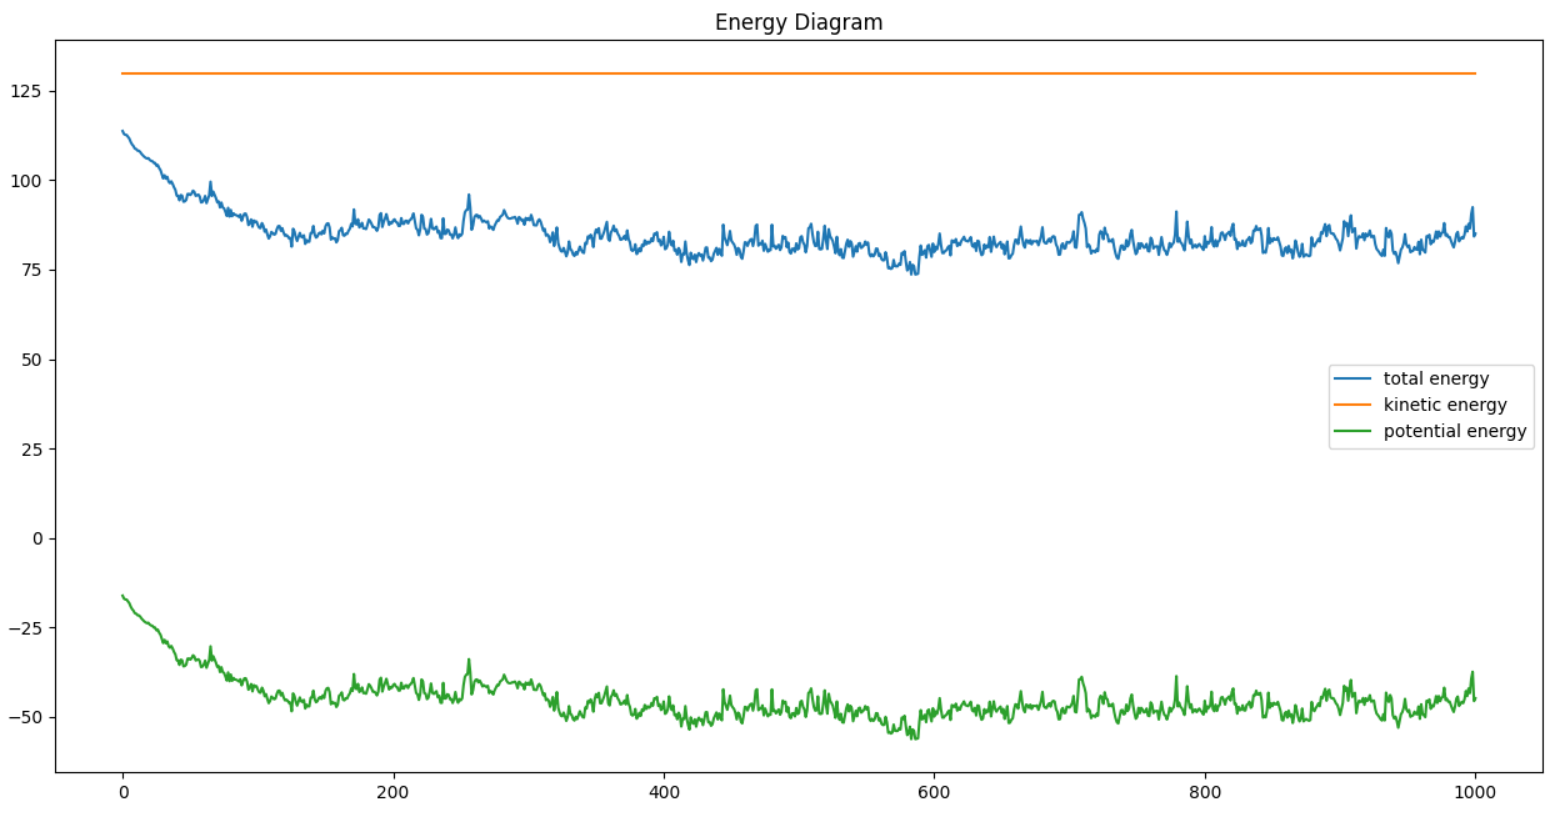 Energy Diagram
125
100
75
50
25
0
−25
−50
total energy
kinetic energy
potential energy
0 200 400 600 800 1000